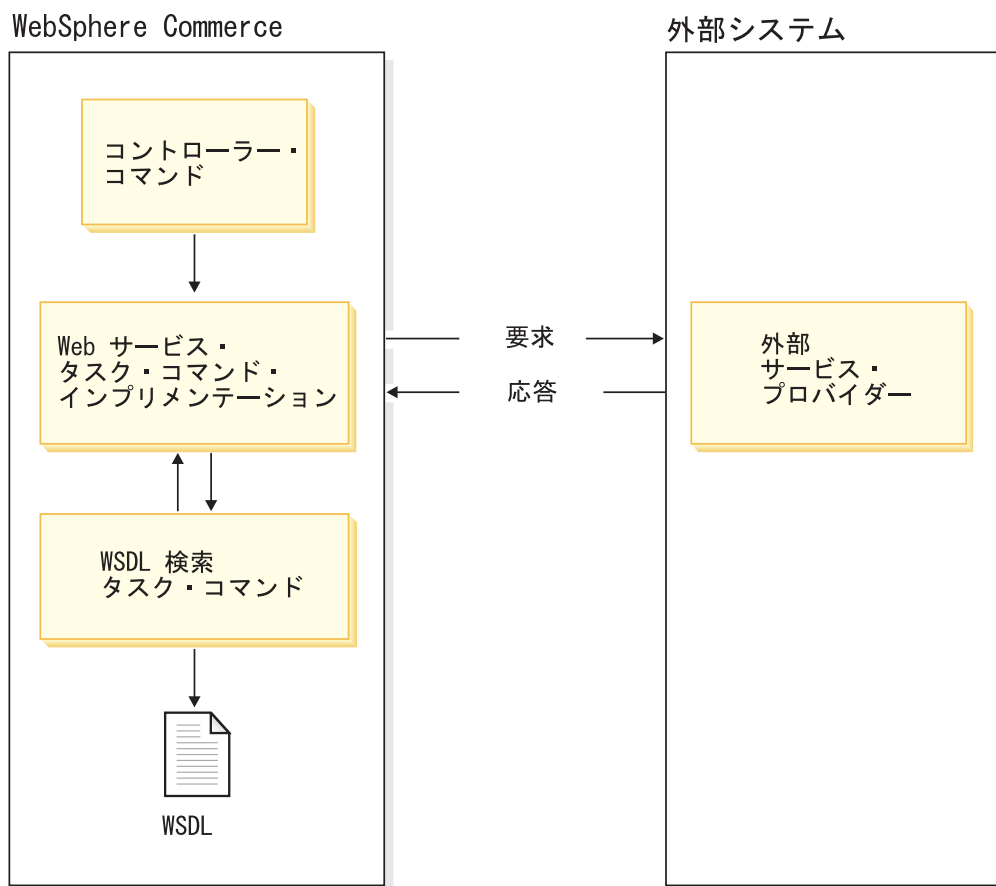 WebSphere Commerce
外部システム
コントローラー・
コマンド
Web サービス・
タスク・コマンド・
インプリメンテーション
要求
応答
外部
サービス・
プロバイダー
WSDL 検索
タスク・コマンド
WSDL